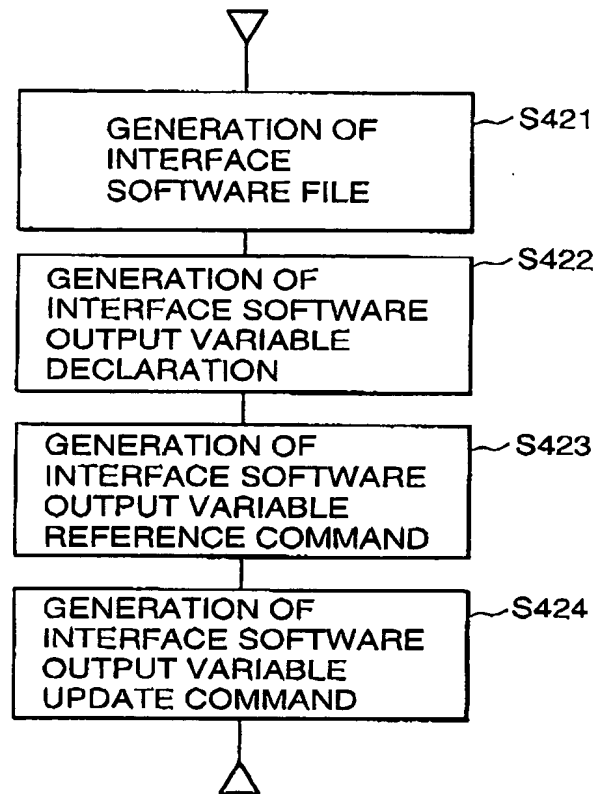 GENERATION OF
INTERFACE
SOFTWARE FILE
S421
GENERATION OF
INTERFACE SOFTWARE
OUTPUT VARIABLE
DECLARATION
S422
GENERATION OF
INTERFACE SOFTWARE
OUTPUT VARIABLE
REFERENCE COMMAND
S423
GENERATION OF
INTERFACE SOFTWARE
OUTPUT VARIABLE
UPDATE COMMAND
S424